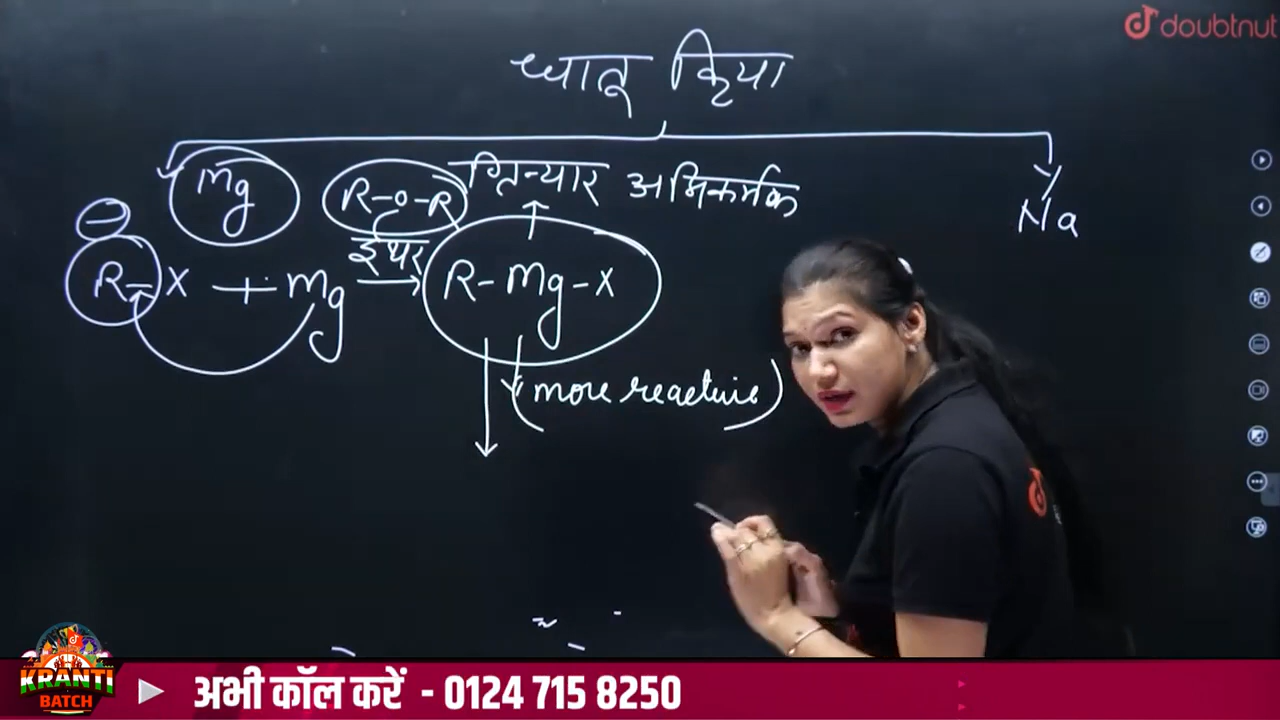 doubtnut
धातु क्रिया
Mg R-O-R ग्रिन्यार अभिकर्मक Na
ईथर
⊖
R-X + Mg → R-Mg-X
(more reactive)
KRANTI
BATCH
अभी कॉल करें - 0124 715 8250